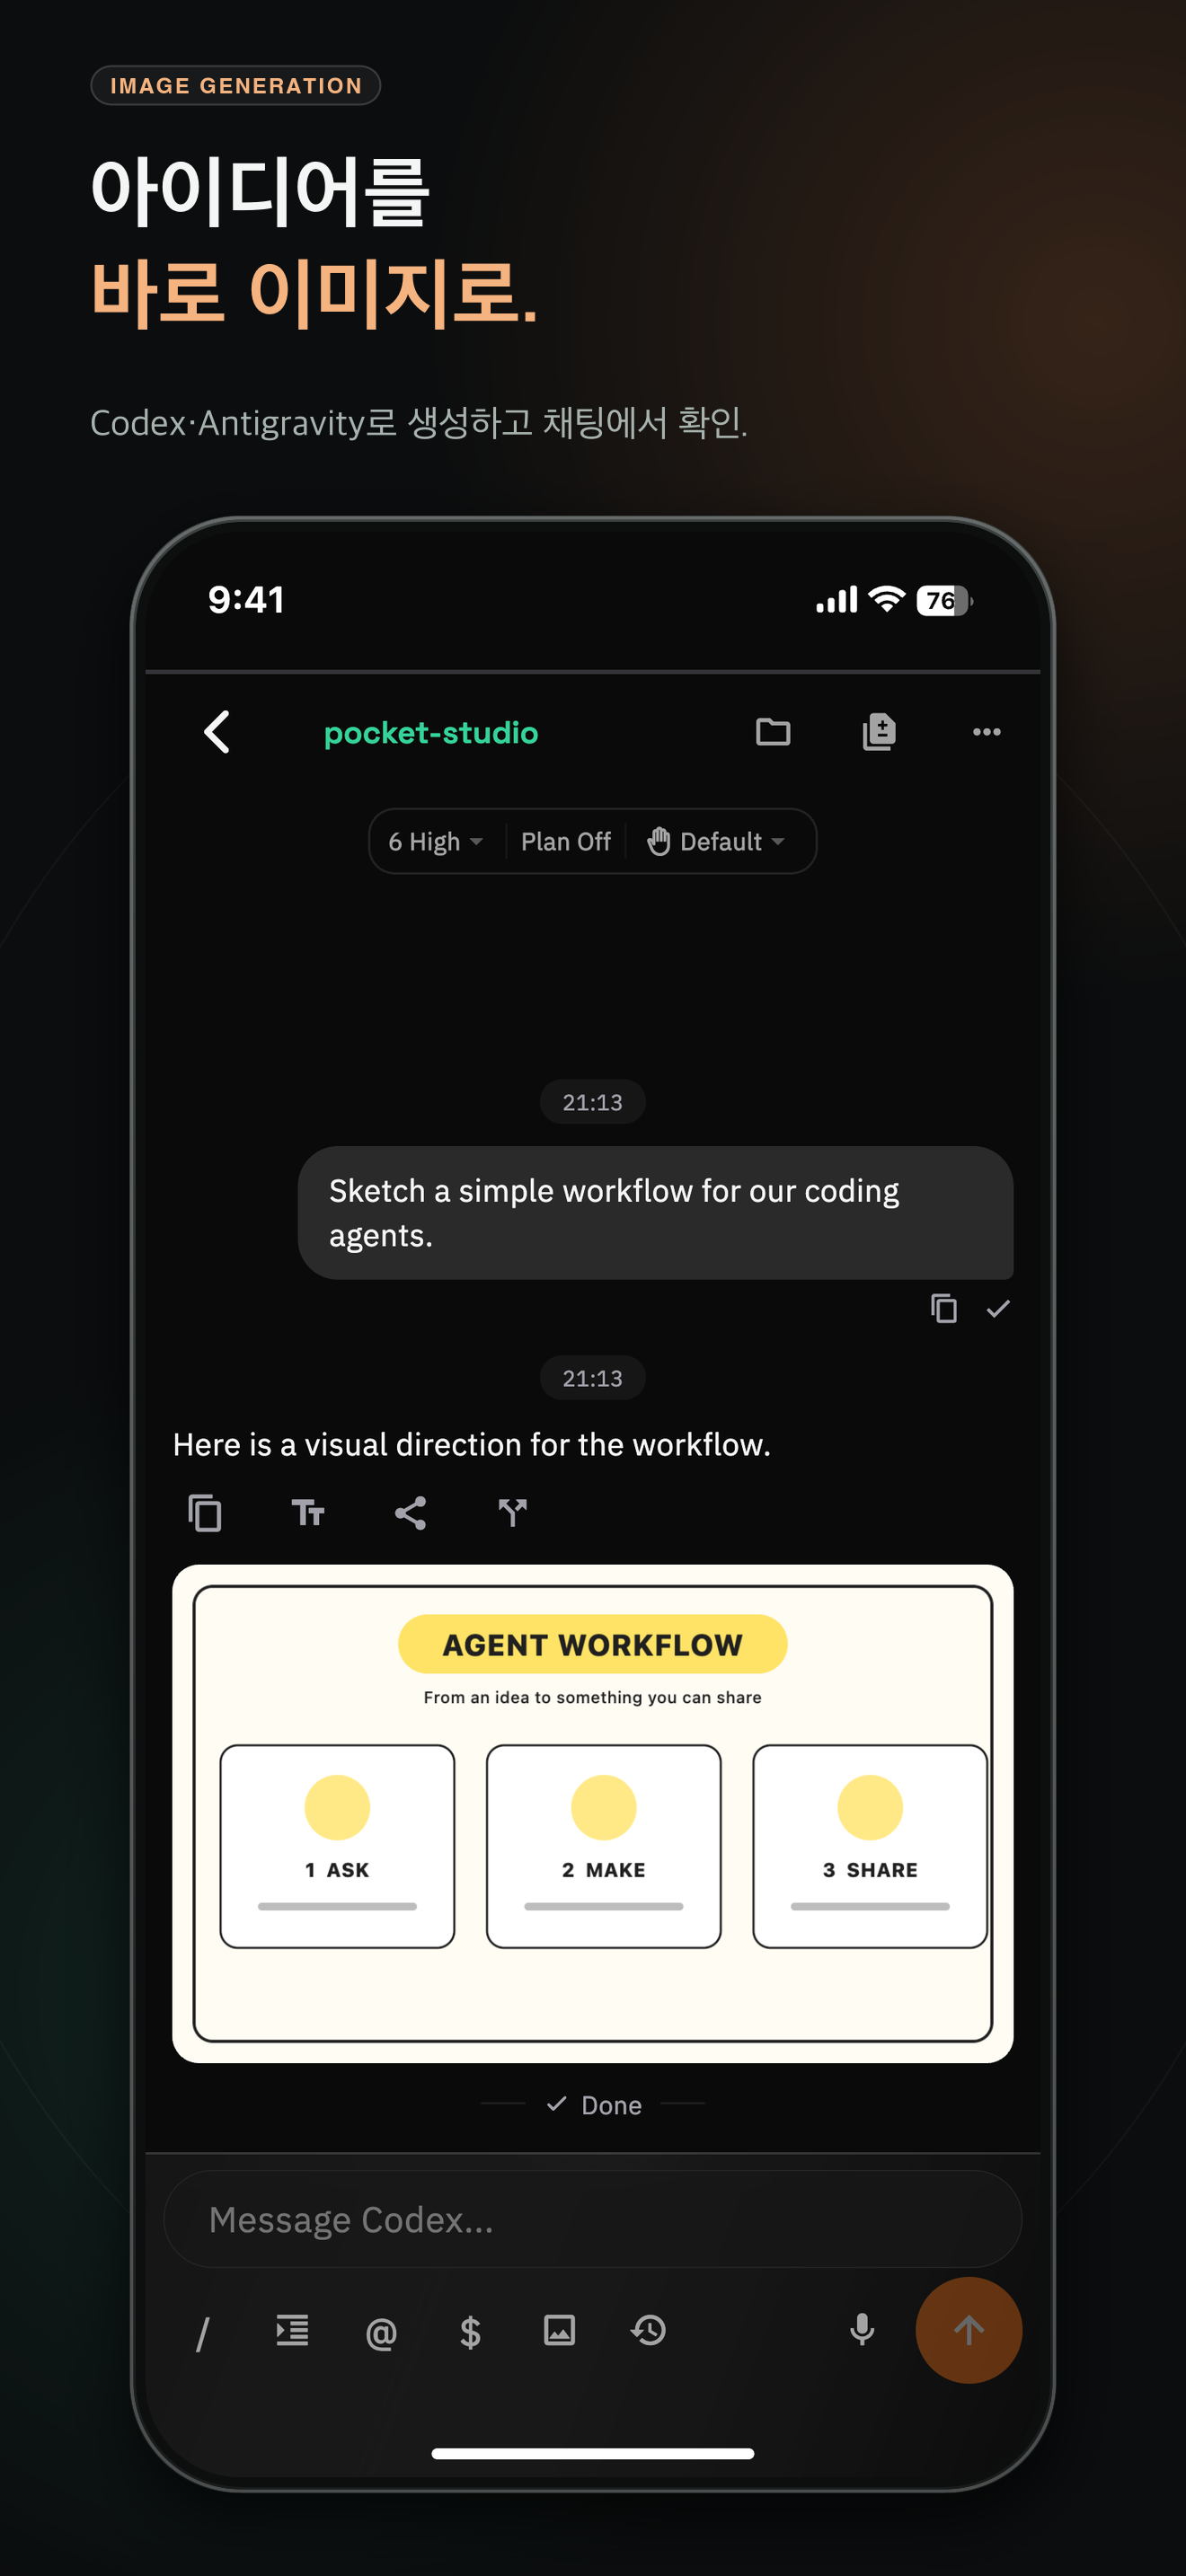 IMAGE GENERATION
아이디어를
바로 이미지로.
Codex·Antigravity로 생성하고 채팅에서 확인.
9:41
76
pocket-studio
6 High
Plan Off
Default
21:13
Sketch a simple workflow for our coding
agents.
21:13
Here is a visual direction for the workflow.
AGENT WORKFLOW
From an idea to something you can share
1 ASK
2 MAKE
3 SHARE
Done
Message Codex...
/
@
$